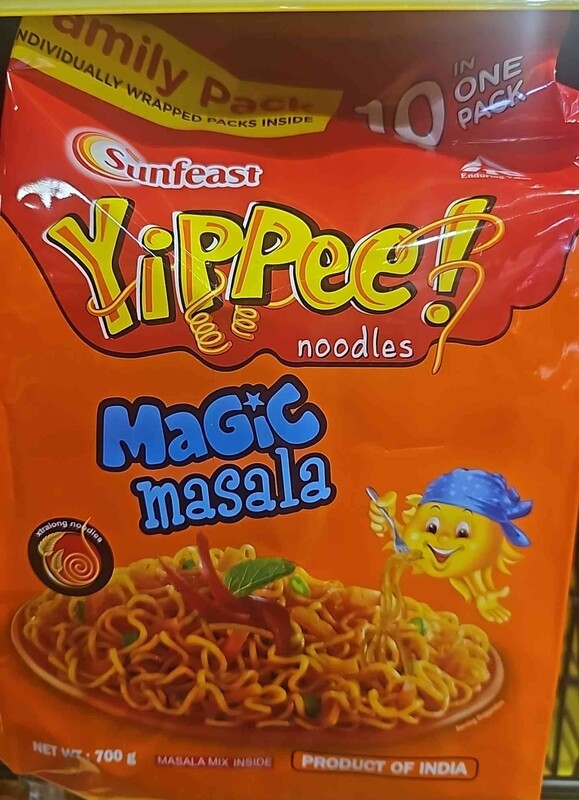 amily Pack
NDIVIDUALLY WRAPPED PACKS INSIDE
10 IN
ONE
PACK
Sunfeast
YiPPee!
noodles
MaGiC
masala
xtralong noodles
NET WT.: 700 g
MASALA MIX INSIDE
PRODUCT OF INDIA